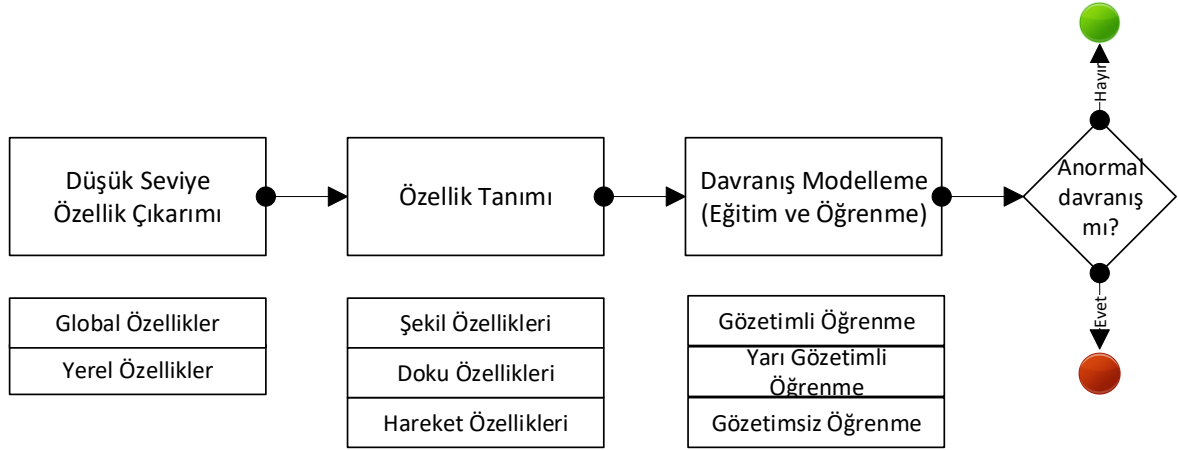 Düşük Seviye
Özellik Çıkarımı
Özellik Tanımı
Davranış Modelleme
(Eğitim ve Öğrenme)
Anormal
davranış
mı?
Hayır
Evet
Global Özellikler
Yerel Özellikler
Şekil Özellikleri
Doku Özellikleri
Hareket Özellikleri
Gözetimli Öğrenme
Yarı Gözetimli
Öğrenme
Gözetimsiz Öğrenme